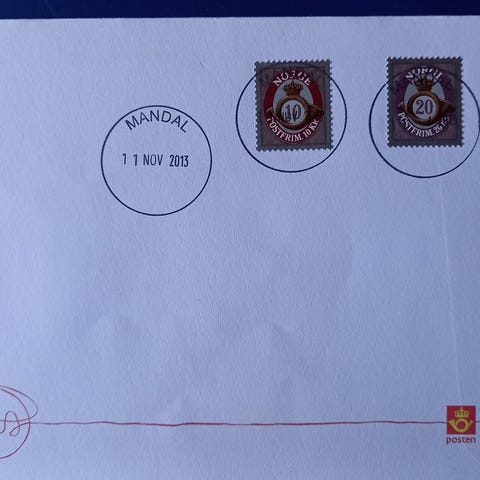 MANDAL
11 NOV 2013
NORGE
10
POSTFRIM. 10 KR.
NORGE
20
POSTFRIM. 20 KR.
posten